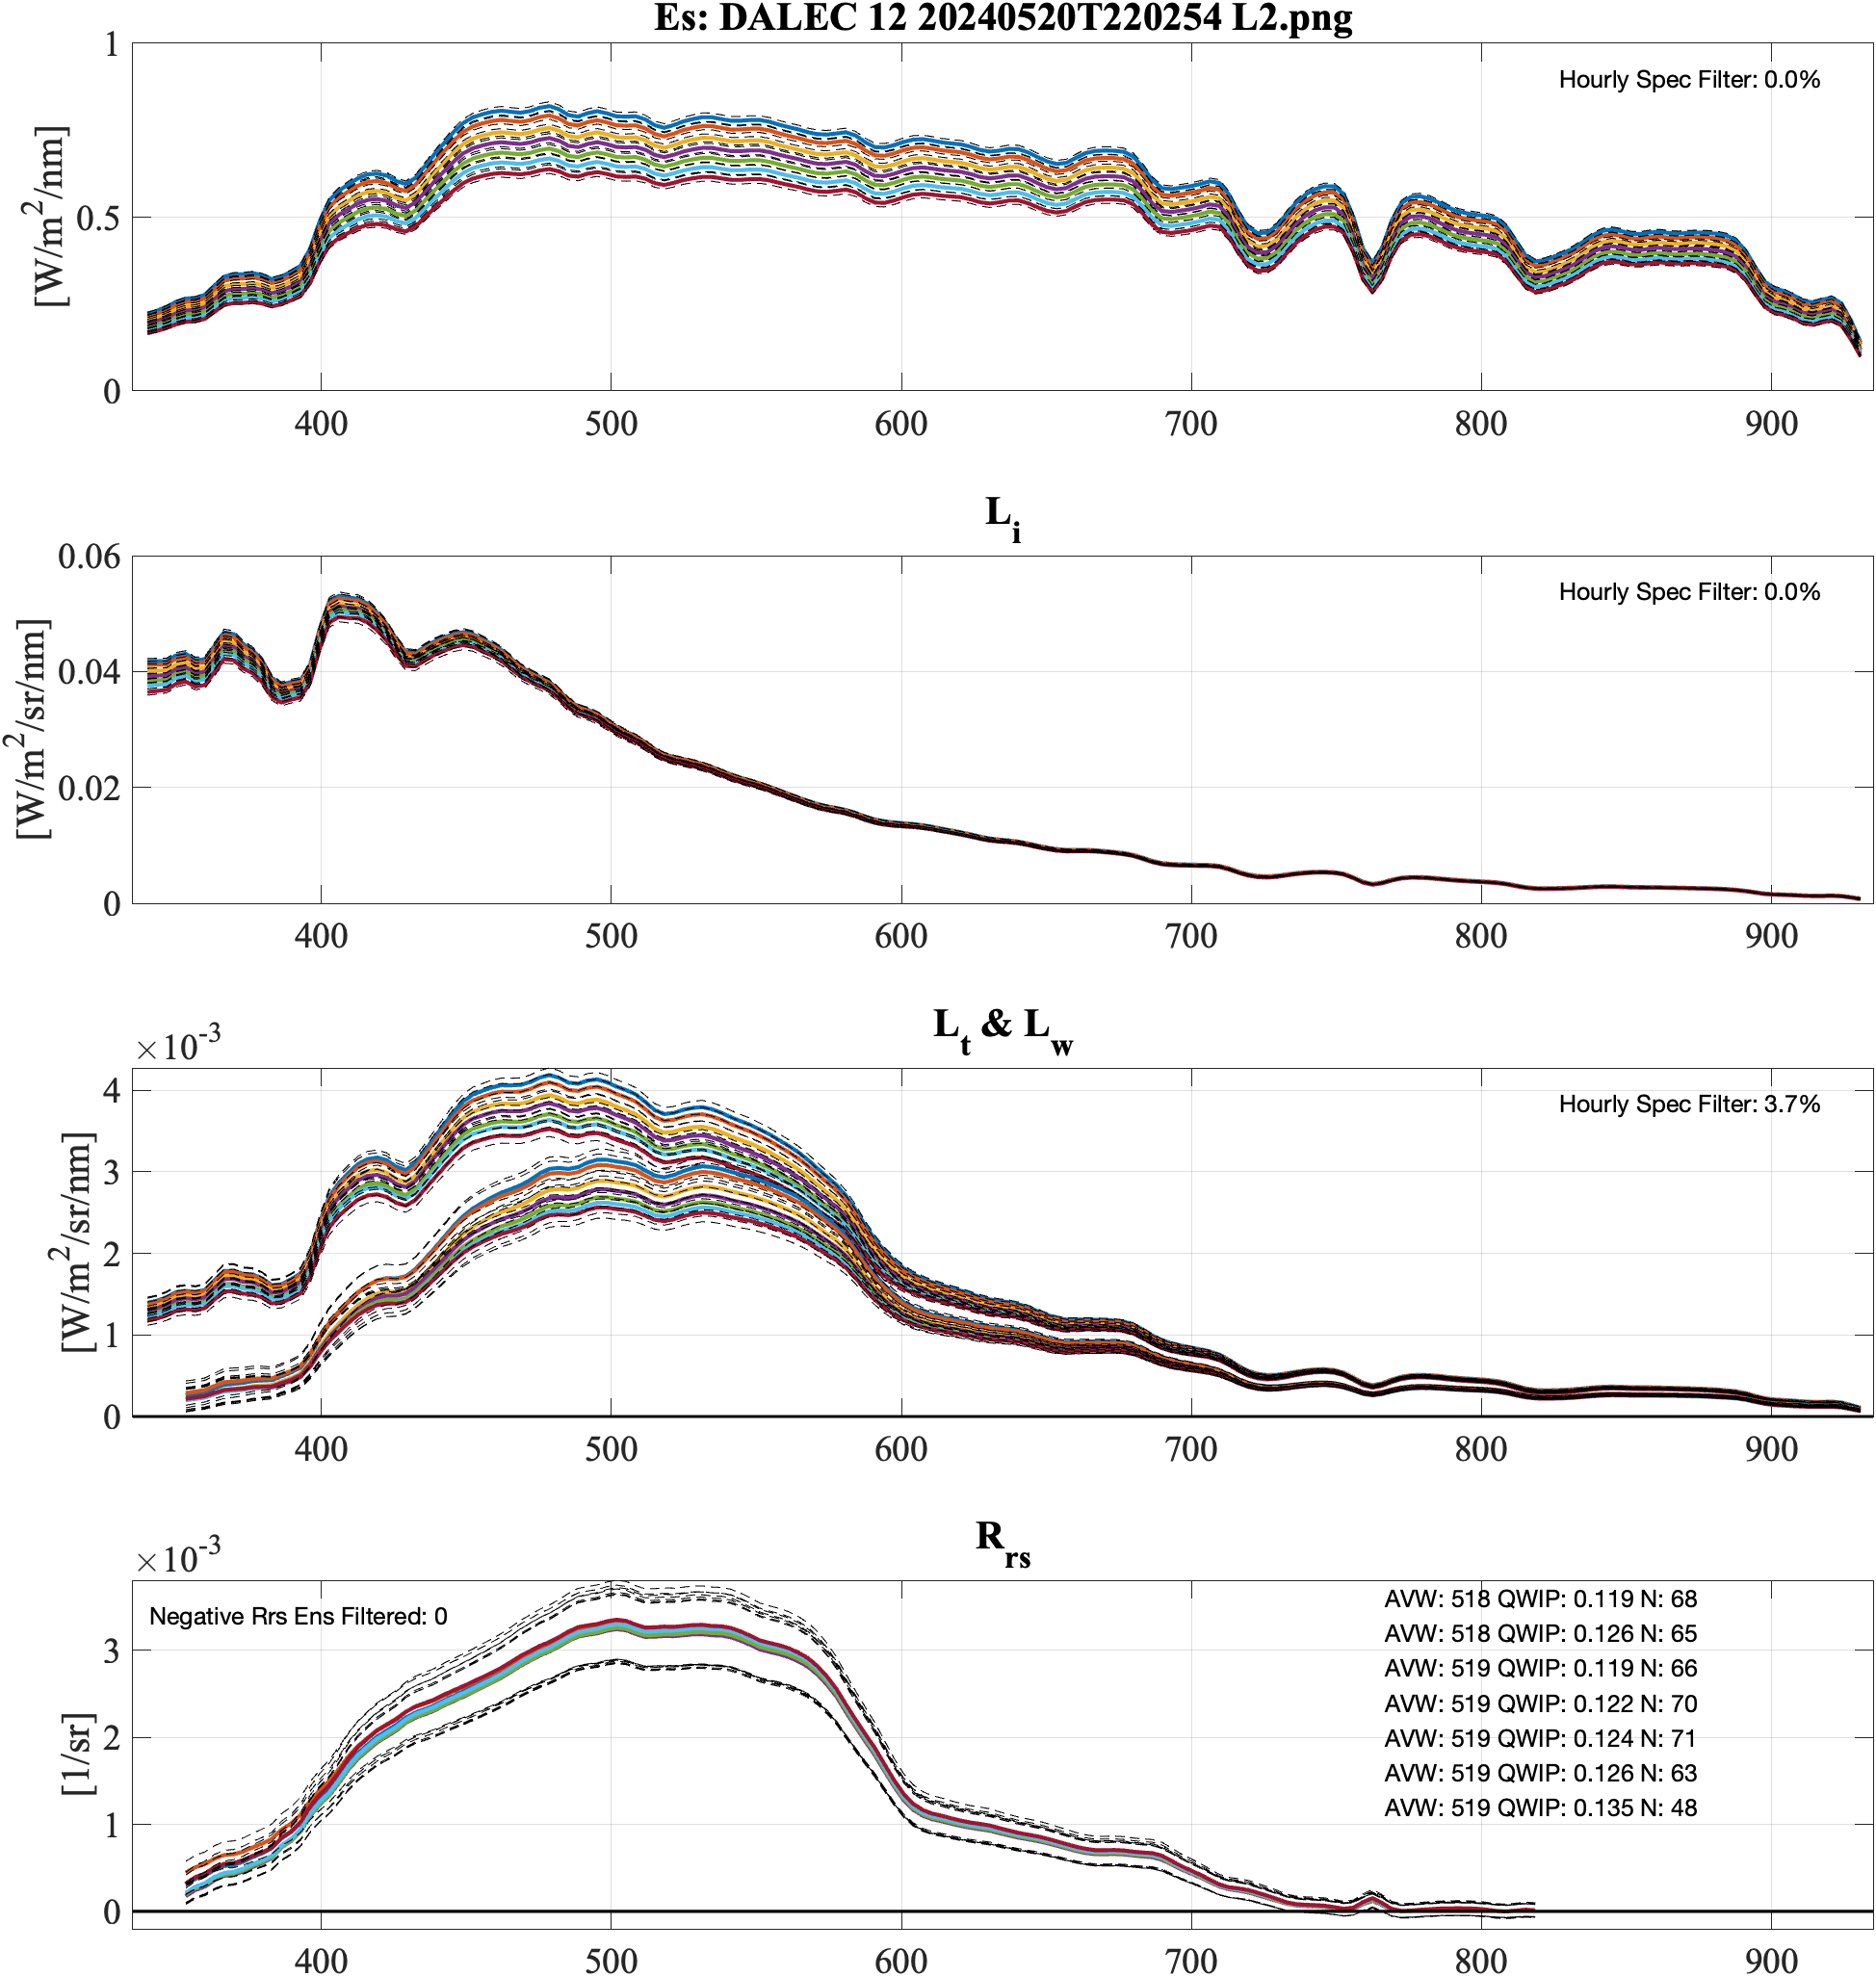 Es: DALEC 12 20240520T220254 L2.png
1
Hourly Spec Filter: 0.0%
0.5
[W/m2/nm]
0
400 500 600 700 800 900
Li
0.06
Hourly Spec Filter: 0.0%
0.04
[W/m2/sr/nm]
0.02
0
400 500 600 700 800 900
Lt & Lw
×10-3
4
Hourly Spec Filter: 3.7%
3
[W/m2/sr/nm]
2
1
0
400 500 600 700 800 900
Rrs
×10-3
Negative Rrs Ens Filtered: 0
AVW: 518 QWIP: 0.119 N: 68
AVW: 518 QWIP: 0.126 N: 65
AVW: 519 QWIP: 0.119 N: 66
AVW: 519 QWIP: 0.122 N: 70
AVW: 519 QWIP: 0.124 N: 71
AVW: 519 QWIP: 0.126 N: 63
AVW: 519 QWIP: 0.135 N: 48
3
2
[1/sr]
1
0
400 500 600 700 800 900